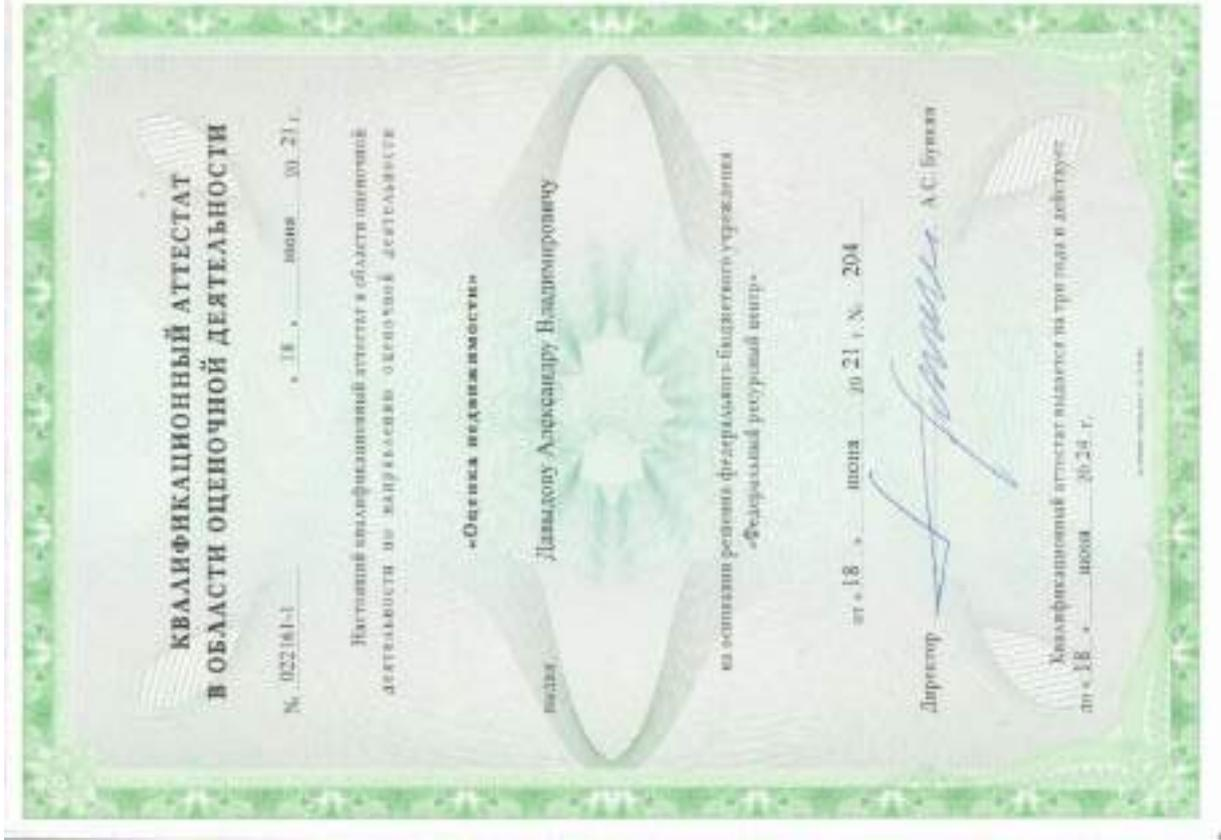 КВАЛИФИКАЦИОННЫЙ АТТЕСТАТ
В ОБЛАСТИ ОЦЕНОЧНОЙ ДЕЯТЕЛЬНОСТИ
№ 022161-1 « 18 » июня 20 21 г.
Настоящий квалификационный аттестат в области оценочной
деятельности по направлению оценочной деятельности
«Оценка недвижимости»
выдан Давыдову Александру Владимировичу
на основании решения федерального бюджетного учреждения
«Федеральный ресурсный центр»
от « 18 » июня 20 21 г. № 204
Директор А.С. Бункин
Квалификационный аттестат выдается на три года и действует
до « 18 » июня 20 24 г.